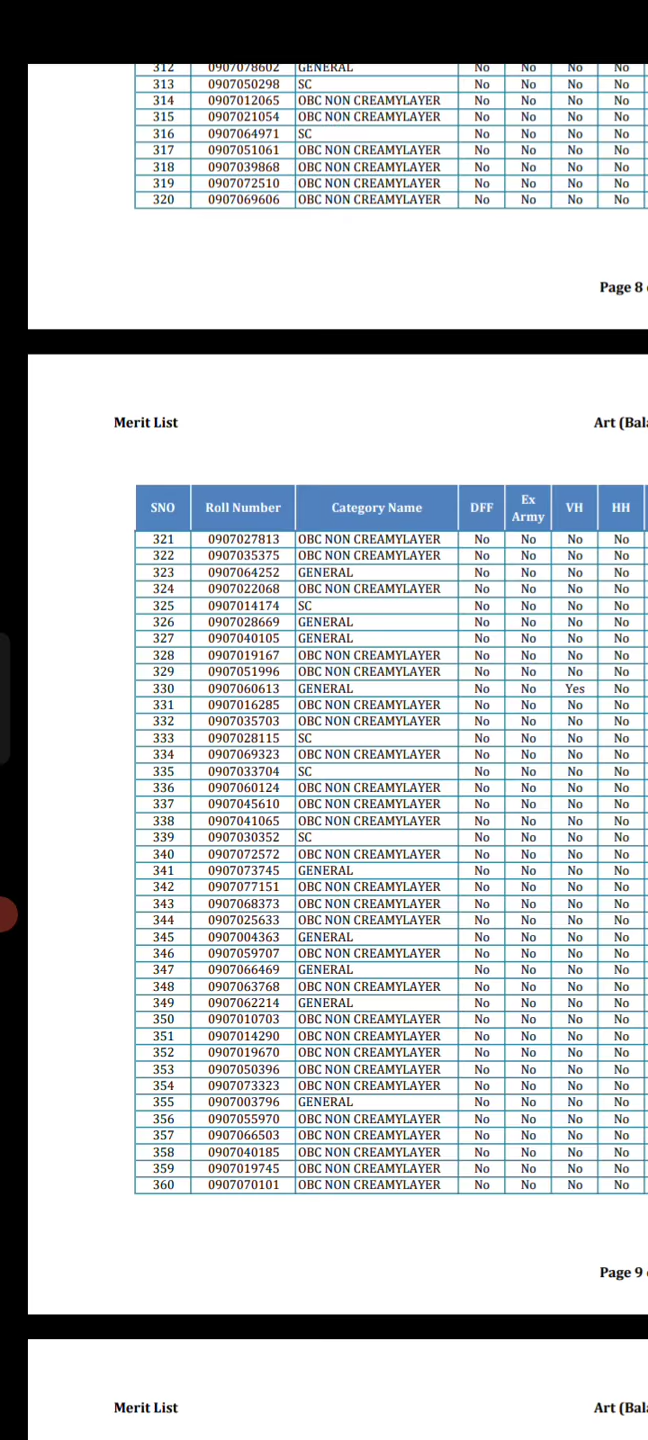 312 0907078602 GENERAL No No No No
313 0907050298 SC No No No No
314 0907012065 OBC NON CREAMYLAYER No No No No
315 0907021054 OBC NON CREAMYLAYER No No No No
316 0907064971 SC No No No No
317 0907051061 OBC NON CREAMYLAYER No No No No
318 0907039868 OBC NON CREAMYLAYER No No No No
319 0907072510 OBC NON CREAMYLAYER No No No No
320 0907069606 OBC NON CREAMYLAYER No No No No
Page 8
Merit List Art (Bal
SNO Roll Number Category Name DFF Ex Army VH HH
321 0907027813 OBC NON CREAMYLAYER No No No No
322 0907035375 OBC NON CREAMYLAYER No No No No
323 0907064252 GENERAL No No No No
324 0907022068 OBC NON CREAMYLAYER No No No No
325 0907014174 SC No No No No
326 0907028669 GENERAL No No No No
327 0907040105 GENERAL No No No No
328 0907019167 OBC NON CREAMYLAYER No No No No
329 0907051996 OBC NON CREAMYLAYER No No No No
330 0907060613 GENERAL No No Yes No
331 0907016285 OBC NON CREAMYLAYER No No No No
332 0907035703 OBC NON CREAMYLAYER No No No No
333 0907028115 SC No No No No
334 0907069323 OBC NON CREAMYLAYER No No No No
335 0907033704 SC No No No No
336 0907060124 OBC NON CREAMYLAYER No No No No
337 0907045610 OBC NON CREAMYLAYER No No No No
338 0907041065 OBC NON CREAMYLAYER No No No No
339 0907030352 SC No No No No
340 0907072572 OBC NON CREAMYLAYER No No No No
341 0907073745 GENERAL No No No No
342 0907077151 OBC NON CREAMYLAYER No No No No
343 0907068373 OBC NON CREAMYLAYER No No No No
344 0907025633 OBC NON CREAMYLAYER No No No No
345 0907004363 GENERAL No No No No
346 0907059707 OBC NON CREAMYLAYER No No No No
347 0907066469 GENERAL No No No No
348 0907063768 OBC NON CREAMYLAYER No No No No
349 0907062214 GENERAL No No No No
350 0907010703 OBC NON CREAMYLAYER No No No No
351 0907014290 OBC NON CREAMYLAYER No No No No
352 0907019670 OBC NON CREAMYLAYER No No No No
353 0907050396 OBC NON CREAMYLAYER No No No No
354 0907073323 OBC NON CREAMYLAYER No No No No
355 0907003796 GENERAL No No No No
356 0907055970 OBC NON CREAMYLAYER No No No No
357 0907066503 OBC NON CREAMYLAYER No No No No
358 0907040185 OBC NON CREAMYLAYER No No No No
359 0907019745 OBC NON CREAMYLAYER No No No No
360 0907070101 OBC NON CREAMYLAYER No No No No
Page 9
Merit List Art (Bal